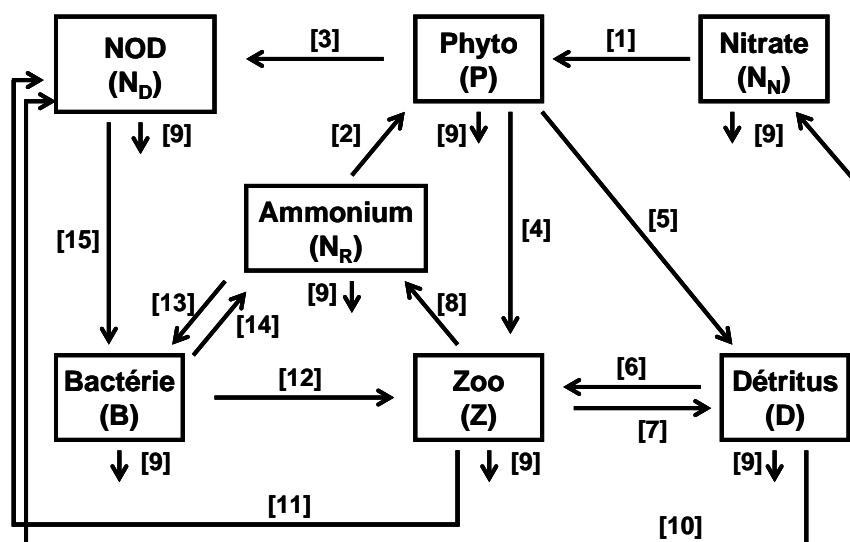 NOD
(N_D)
[3]
Phyto
(P)
[1]
Nitrate
(N_N)
[9]
[2]
[9]
[9]
Ammonium
(N_R)
[4]
[5]
[15]
[13]
[14]
[9]
[8]
Bactérie
(B)
[12]
Zoo
(Z)
[6]
[7]
Détritus
(D)
[9]
[9]
[9]
[11]
[10]